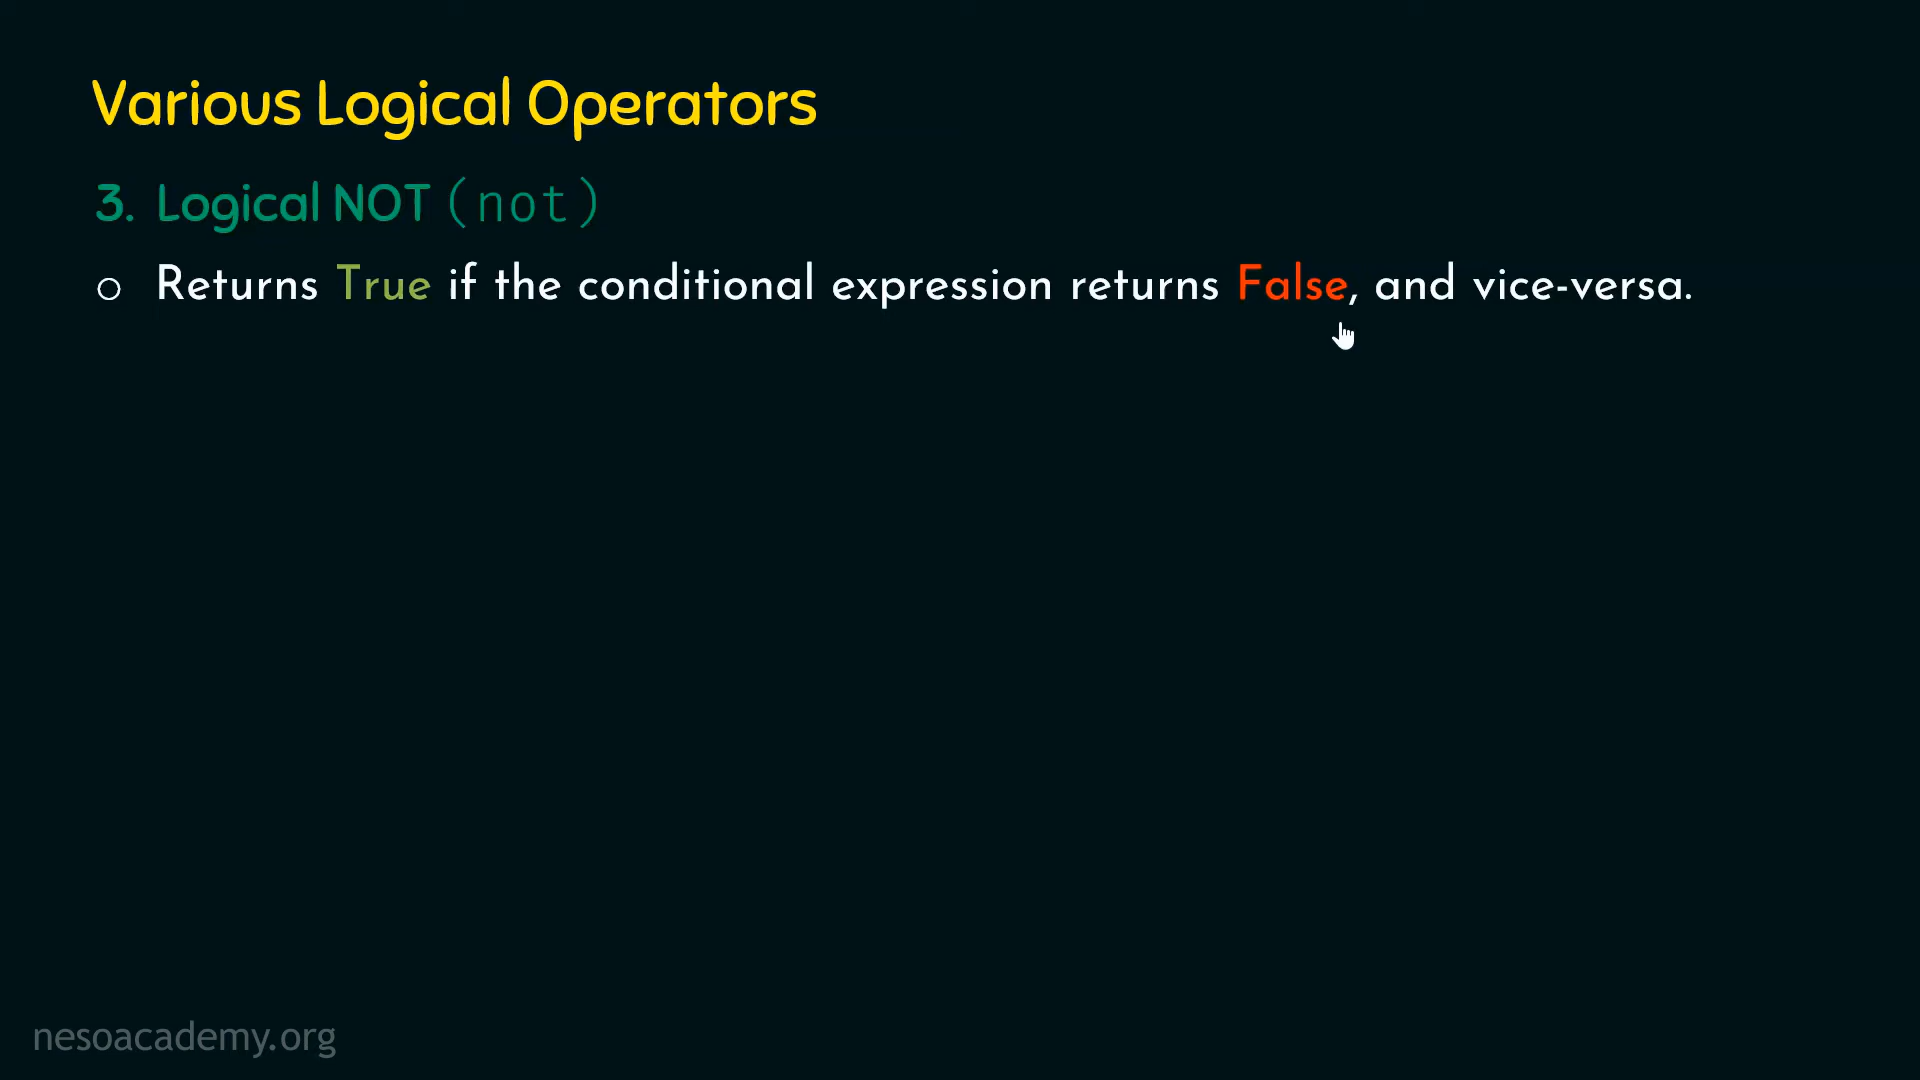 Various Logical Operators
3. Logical NOT (not)
○ Returns True if the conditional expression returns False, and vice-versa.
nesoacademy.org